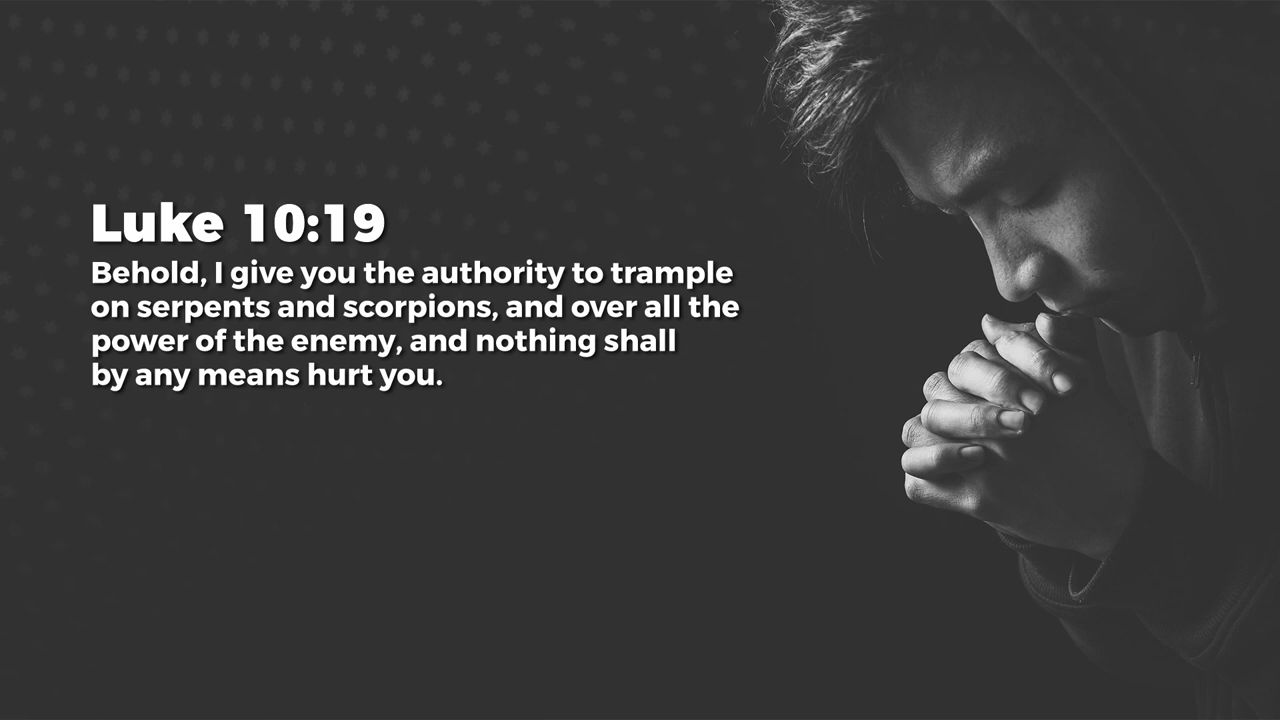 Luke 10:19
Behold, I give you the authority to trample
on serpents and scorpions, and over all the
power of the enemy, and nothing shall
by any means hurt you.